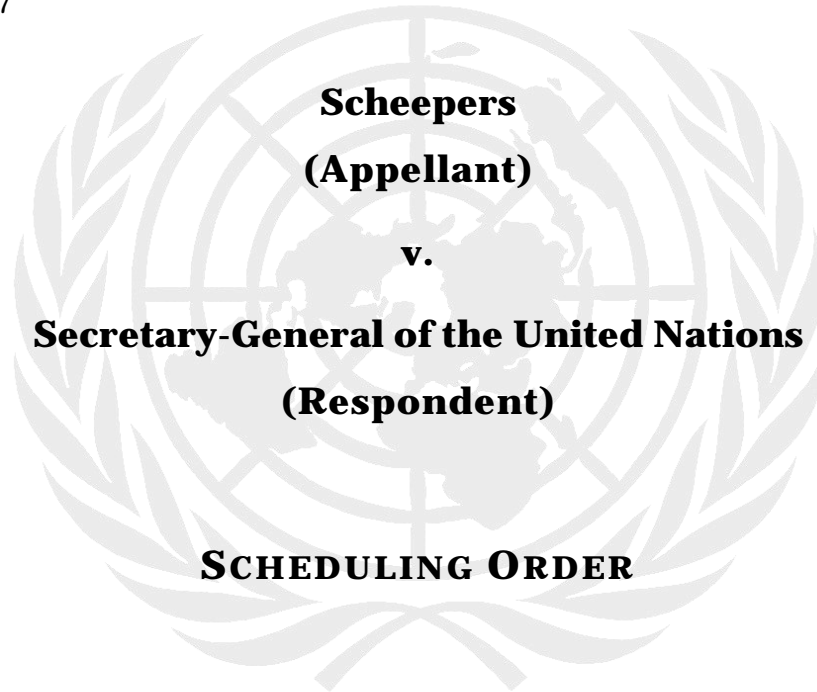 Scheepers
(Appellant)
v.
Secretary-General of the United Nations
(Respondent)
SCHEDULING ORDER